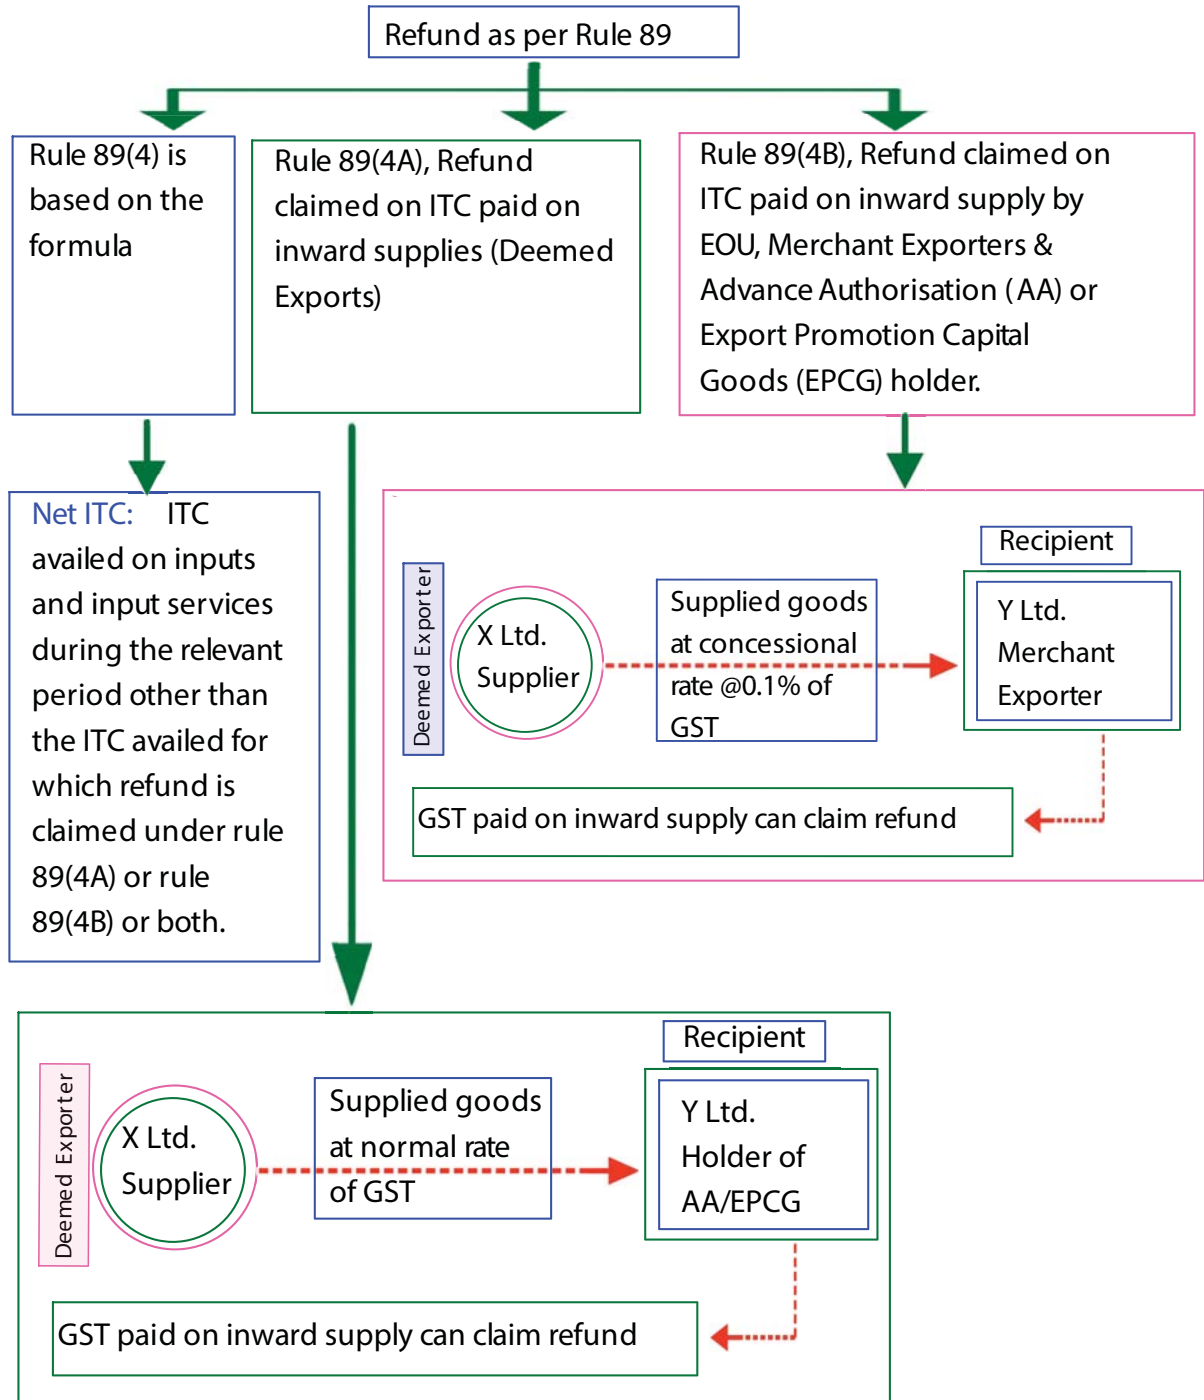 Refund as per Rule 89
Rule 89(4) is
based on the
formula
Rule 89(4A), Refund
claimed on ITC paid on
inward supplies (Deemed
Exports)
Rule 89(4B), Refund claimed on
ITC paid on inward supply by
EOU, Merchant Exporters &
Advance Authorisation (AA) or
Export Promotion Capital
Goods (EPCG) holder.
Net ITC: ITC
availed on inputs
and input services
during the relevant
period other than
the ITC availed for
which refund is
claimed under rule
89(4A) or rule
89(4B) or both.
Deemed Exporter
X Ltd.
Supplier
Supplied goods
at concessional
rate @0.1% of
GST
Recipient
Y Ltd.
Merchant
Exporter
GST paid on inward supply can claim refund
Deemed Exporter
X Ltd.
Supplier
Supplied goods
at normal rate
of GST
Recipient
Y Ltd.
Holder of
AA/EPCG
GST paid on inward supply can claim refund